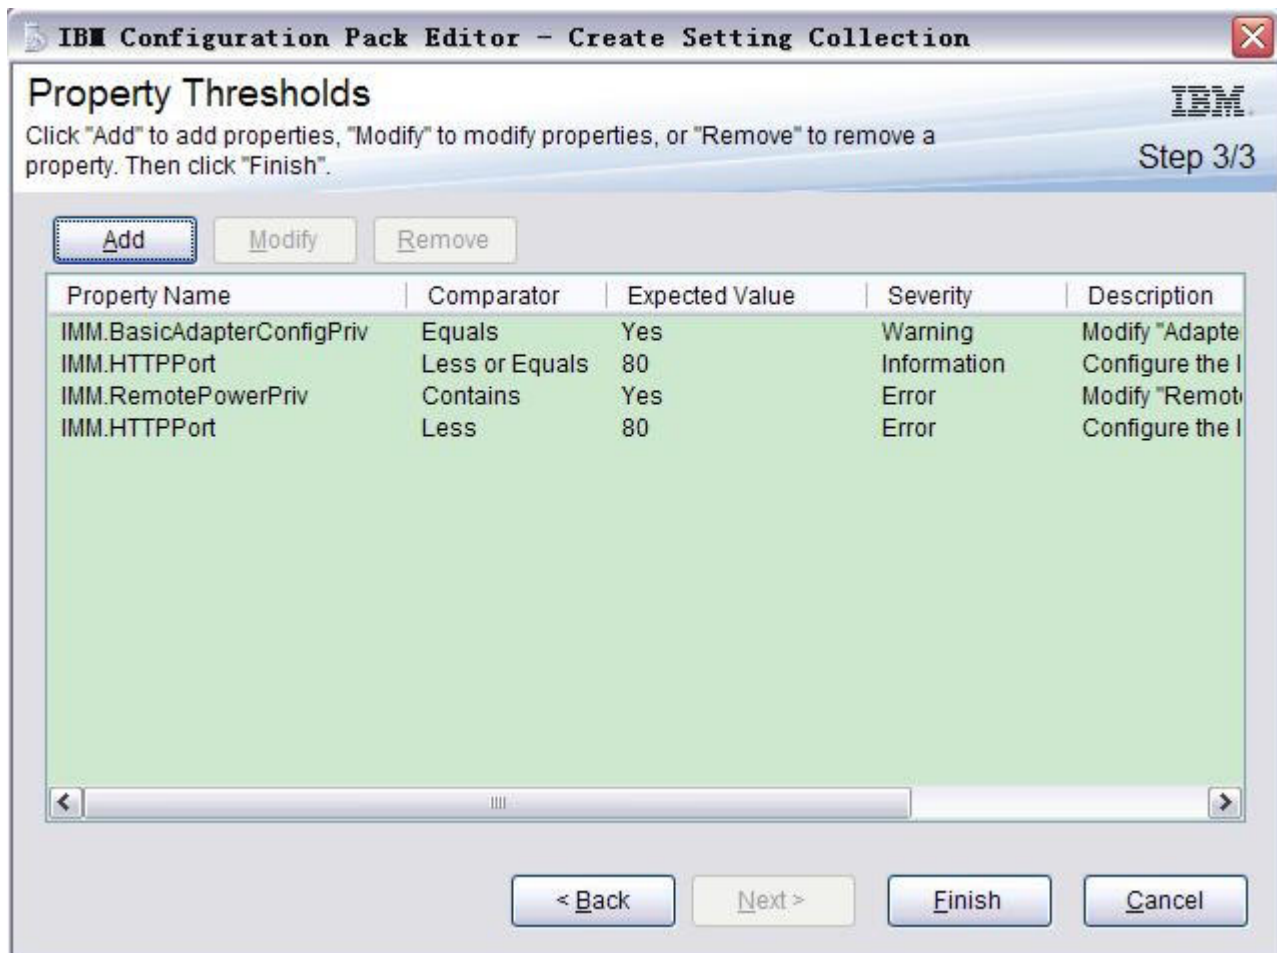 IBM Configuration Pack Editor - Create Setting Collection
Property Thresholds
IBM.
Click "Add" to add properties, "Modify" to modify properties, or "Remove" to remove a
property. Then click "Finish".
Step 3/3
Add Modify Remove
Property Name Comparator Expected Value Severity Description
IMM.BasicAdapterConfigPriv Equals Yes Warning Modify "Adapte
IMM.HTTPPort Less or Equals 80 Information Configure the I
IMM.RemotePowerPriv Contains Yes Error Modify "Remot
IMM.HTTPPort Less 80 Error Configure the I
< Back Next > Finish Cancel